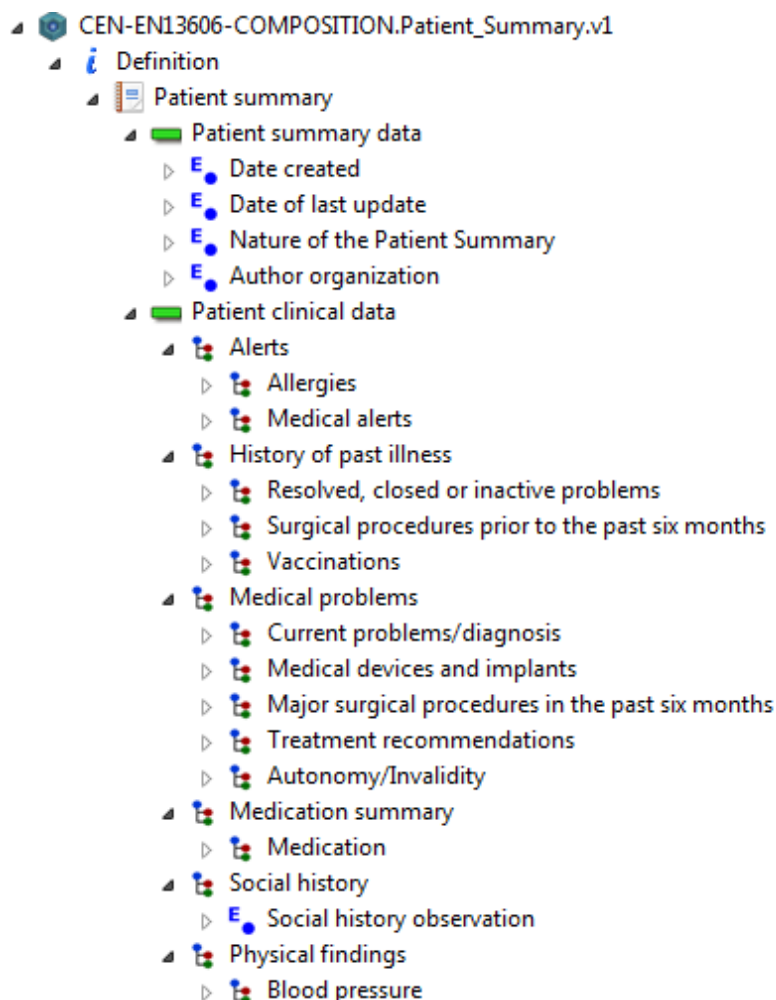 CEN-EN13606-COMPOSITION.Patient_Summary.v1
i Definition
Patient summary
Patient summary data
E Date created
E Date of last update
E Nature of the Patient Summary
E Author organization
Patient clinical data
Alerts
Allergies
Medical alerts
History of past illness
Resolved, closed or inactive problems
Surgical procedures prior to the past six months
Vaccinations
Medical problems
Current problems/diagnosis
Medical devices and implants
Major surgical procedures in the past six months
Treatment recommendations
Autonomy/Invalidity
Medication summary
Medication
Social history
E Social history observation
Physical findings
Blood pressure